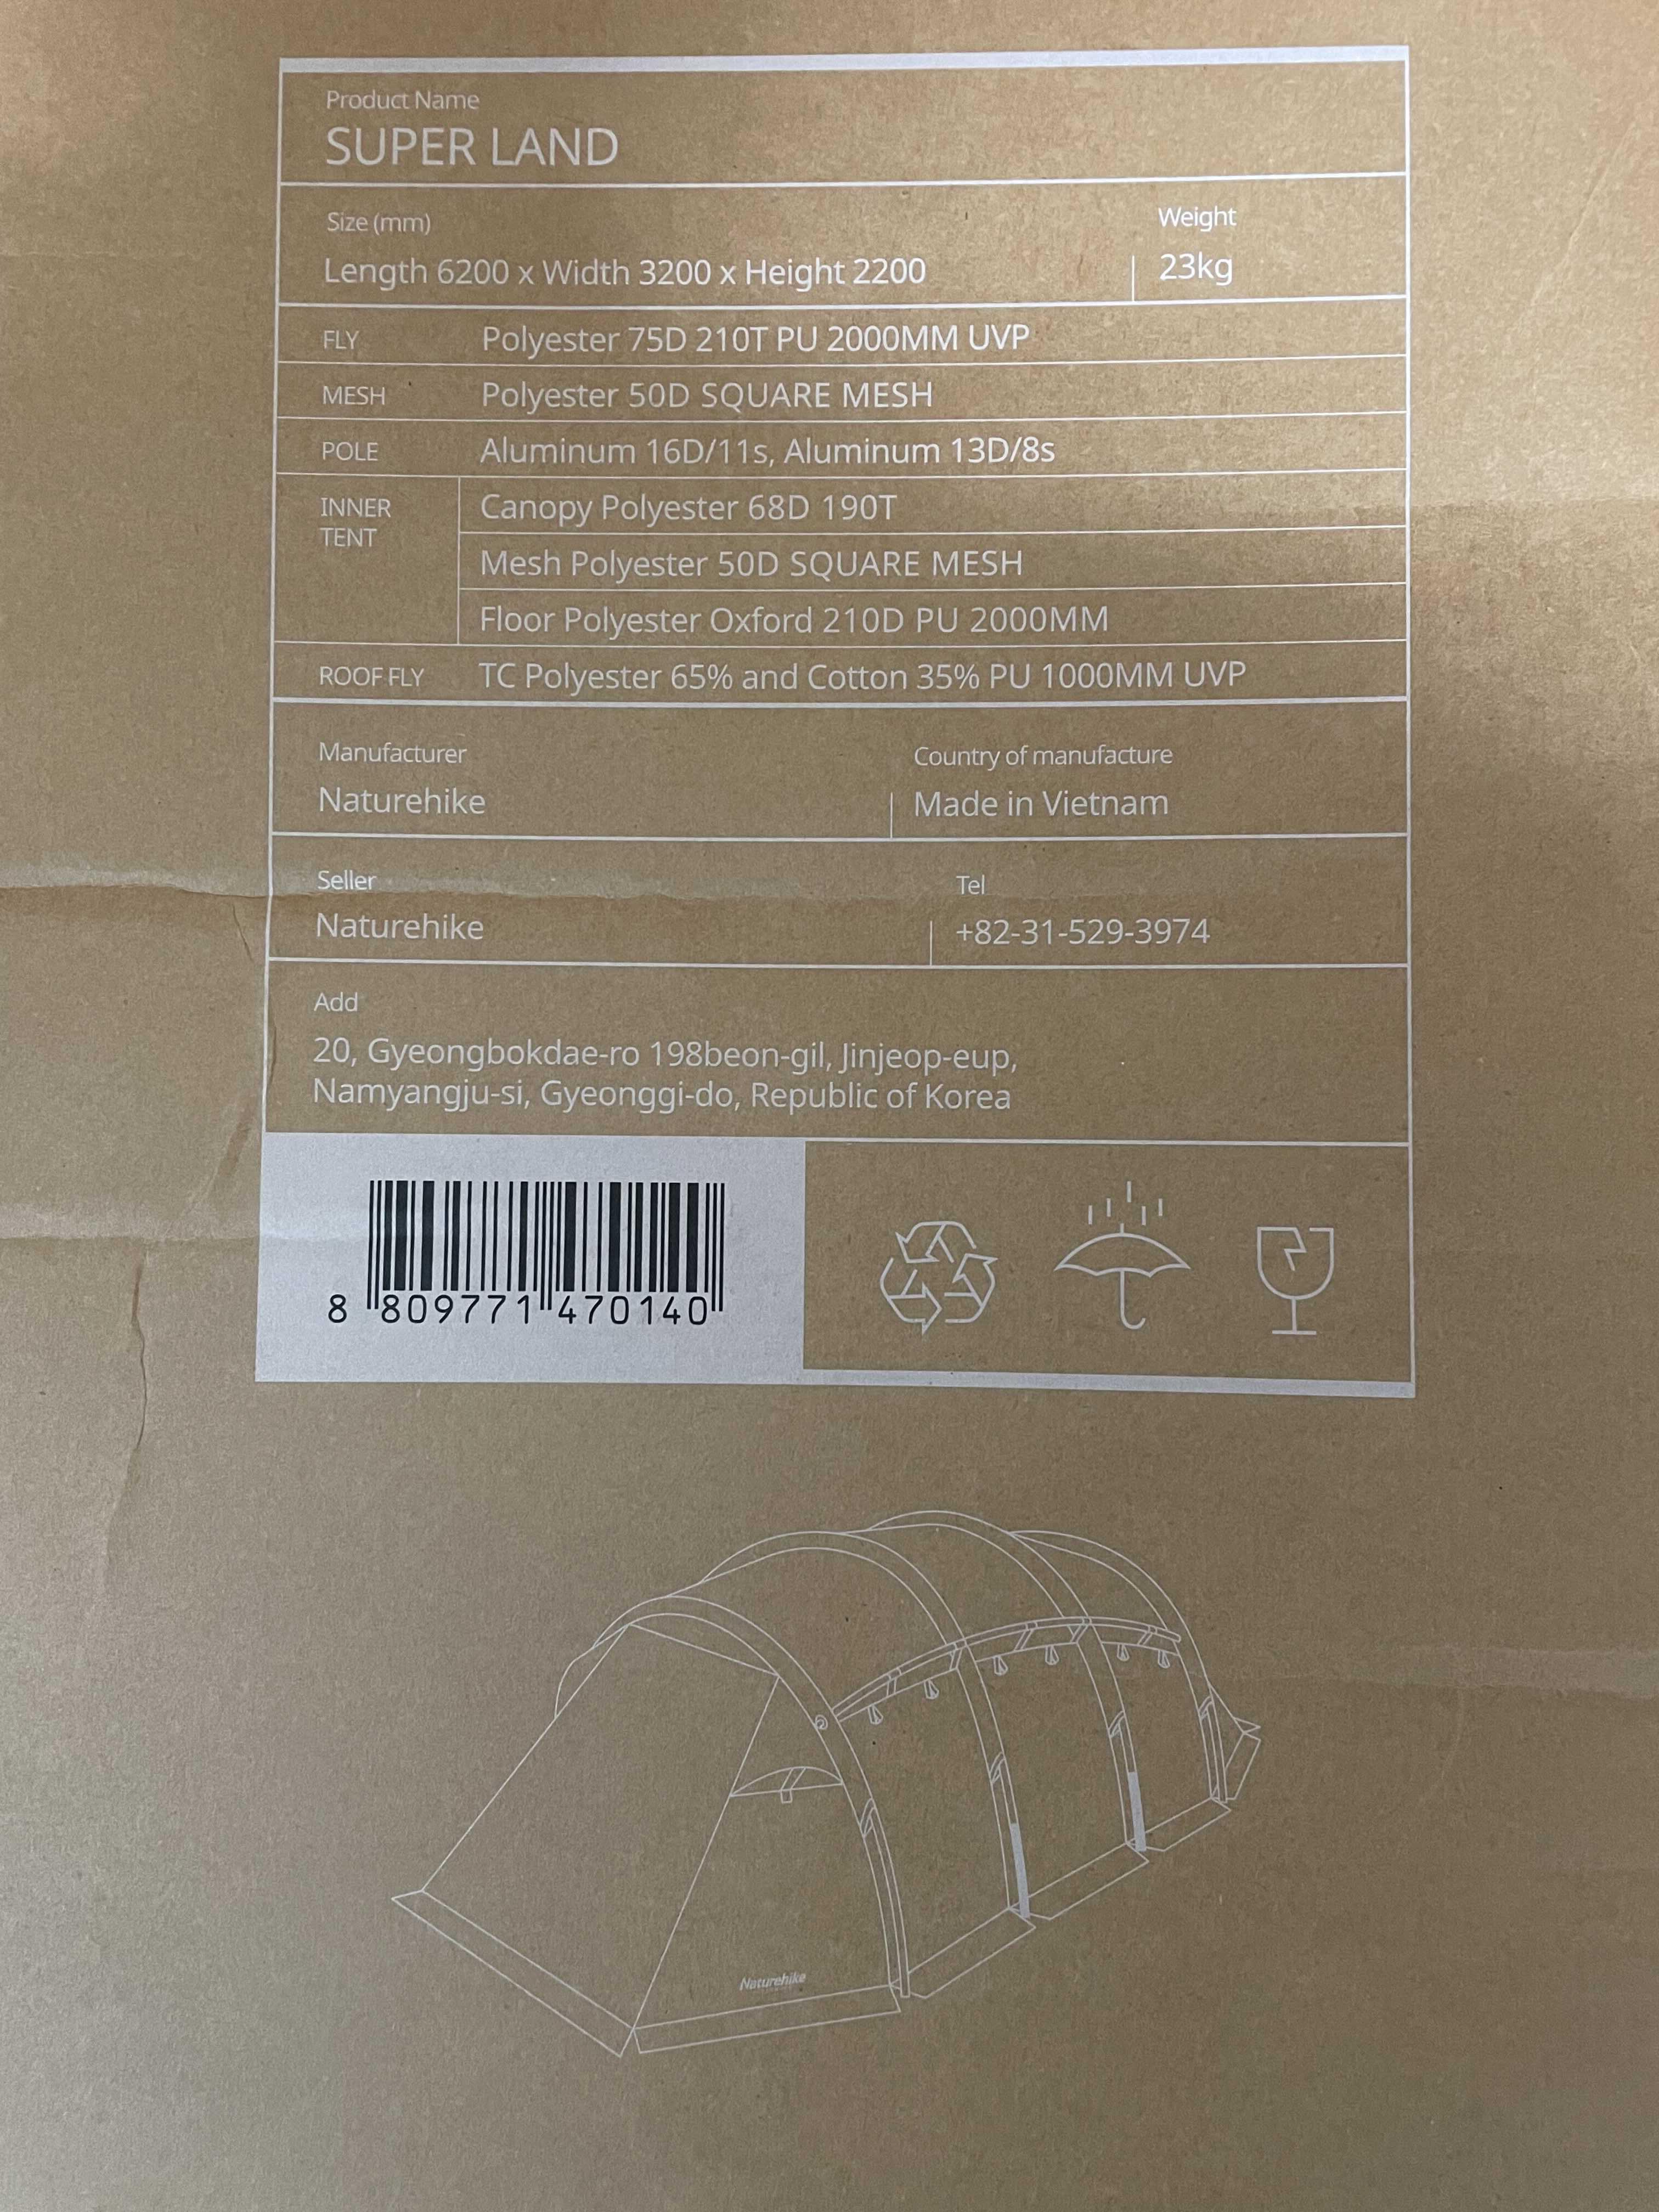 Product Name
SUPER LAND
Size (mm)
Weight
Length 6200 x Width 3200 x Height 2200
23kg
FLY Polyester 75D 210T PU 2000MM UVP
MESH Polyester 50D SQUARE MESH
POLE Aluminum 16D/11s, Aluminum 13D/8s
INNER
TENT
Canopy Polyester 68D 190T
Mesh Polyester 50D SQUARE MESH
Floor Polyester Oxford 210D PU 2000MM
ROOF FLY TC Polyester 65% and Cotton 35% PU 1000MM UVP
Manufacturer
Naturehike
Country of manufacture
Made in Vietnam
Seller
Naturehike
Tel
+82-31-529-3974
Add
20, Gyeongbokdae-ro 198beon-gil, Jinjeop-eup,
Namyangju-si, Gyeonggi-do, Republic of Korea
8 809771 470140
Naturehike